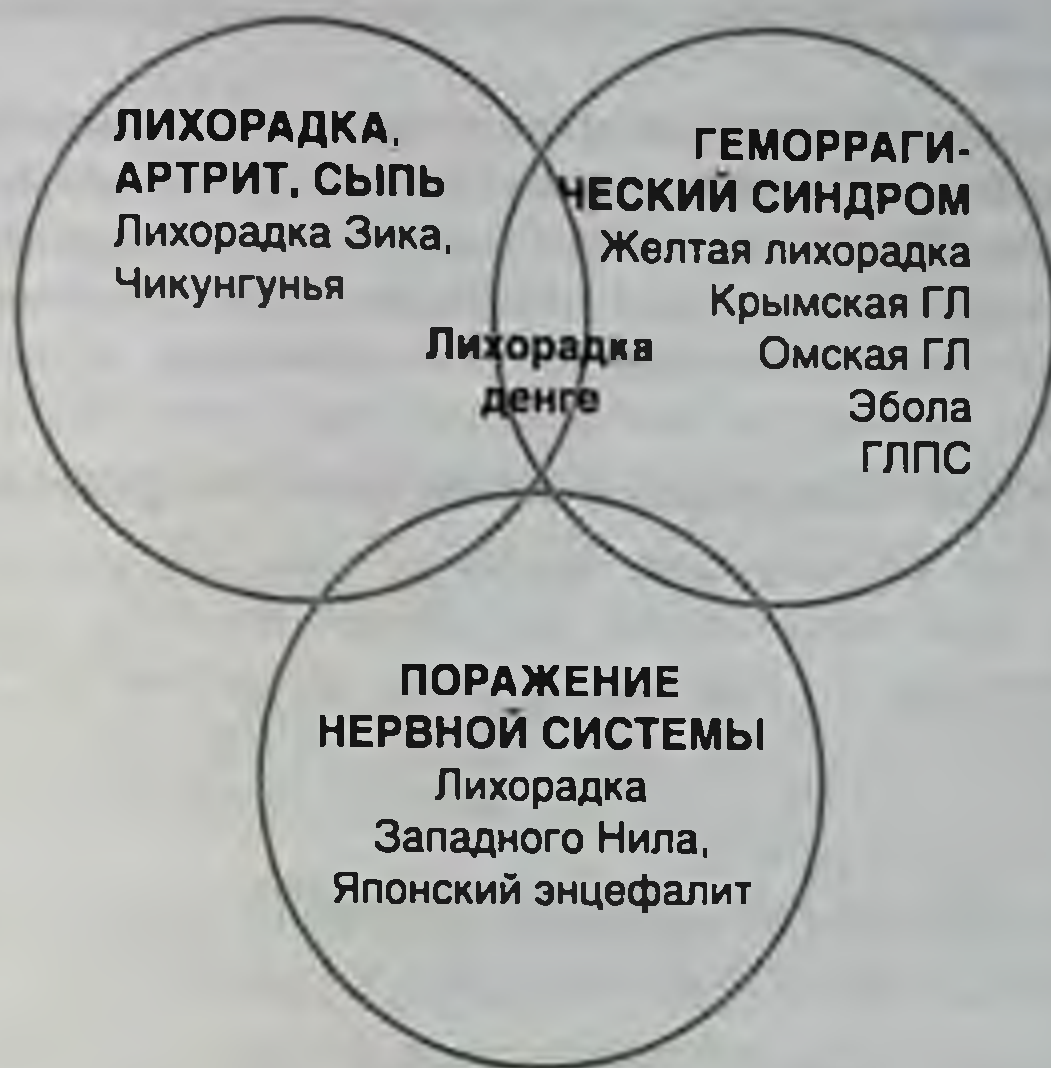 ЛИХОРАДКА,
АРТРИТ, СЫПЬ
Лихорадка Зика,
Чикунгунья
ГЕМОРРАГИ-
ЧЕСКИЙ СИНДРОМ
Желтая лихорадка
Крымская ГЛ
Омская ГЛ
Эбола
ГЛПС
Лихорадка
денге
ПОРАЖЕНИЕ
НЕРВНОЙ СИСТЕМЫ
Лихорадка
Западного Нила,
Японский энцефалит